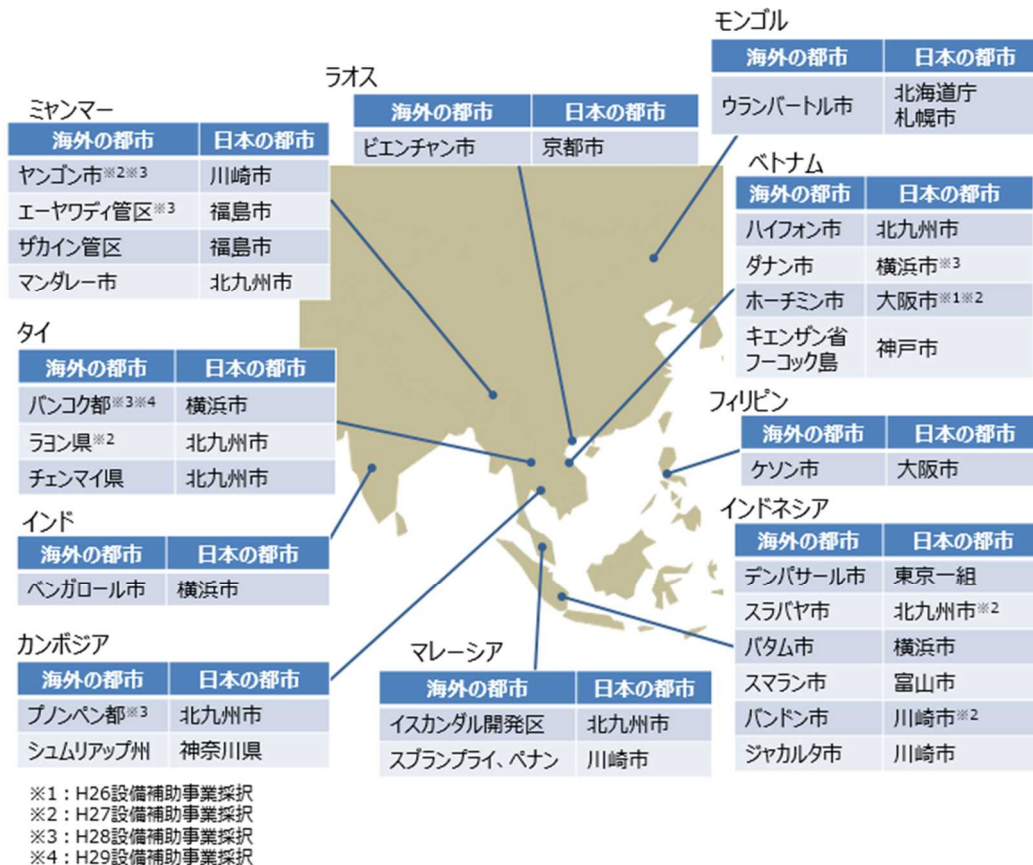 モンゴル
海外の都市 日本の都市
ウランバートル市 北海道庁
札幌市
ラオス
海外の都市 日本の都市
ビエンチャン市 京都市
ミャンマー
海外の都市 日本の都市
ヤンゴン市※2※3 川崎市
エーヤワディ管区※3 福島市
ザカイン管区 福島市
マンダレー市 北九州市
ベトナム
海外の都市 日本の都市
ハイフォン市 北九州市
ダナン市 横浜市※3
ホーチミン市 大阪市※1※2
キエンザン省
フーコック島 神戸市
タイ
海外の都市 日本の都市
バンコク都※3※4 横浜市
ラヨン県※2 北九州市
チェンマイ県 北九州市
フィリピン
海外の都市 日本の都市
ケソン市 大阪市
インド
海外の都市 日本の都市
ベンガロール市 横浜市
インドネシア
海外の都市 日本の都市
デンパサール市 東京一組
スラバヤ市 北九州市※2
バタム市 横浜市
スマラン市 富山市
バンドン市 川崎市※2
ジャカルタ市 川崎市
カンボジア
海外の都市 日本の都市
プノンペン都※3 北九州市
シュムリアップ州 神奈川県
マレーシア
海外の都市 日本の都市
イスカンダル開発区 北九州市
スブランプライ、ペナン 川崎市
※1：H26設備補助事業採択
※2：H27設備補助事業採択
※3：H28設備補助事業採択
※4：H29設備補助事業採択